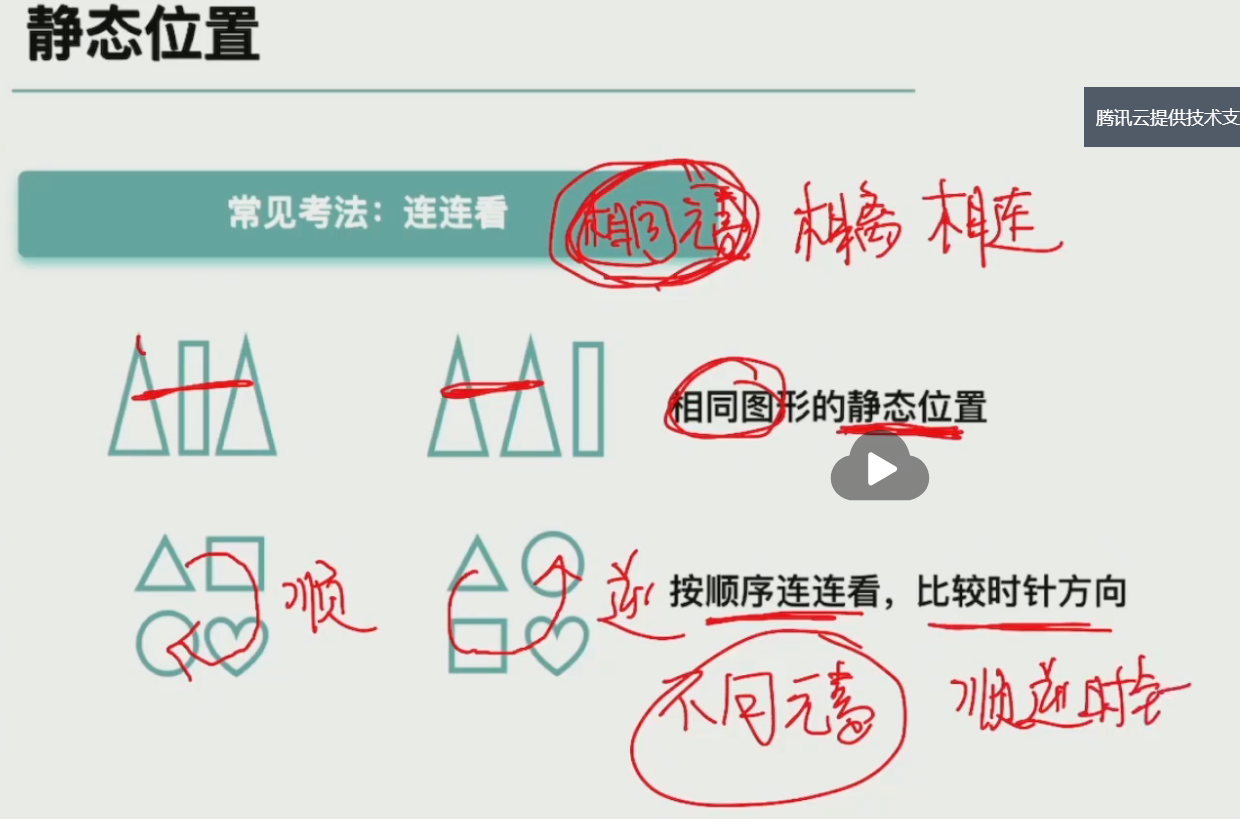 静态位置
腾讯云提供技术支
常见考法：连连看
相同元素 相离 相连
相同图形的静态位置
顺
逆
按顺序连连看，比较时针方向
不同元素
顺逆时针